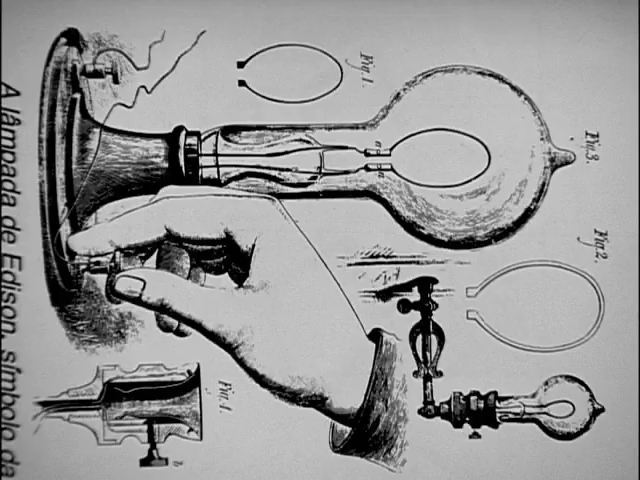 Fig. 1.
Fig. 3.
Fig. 2.
Fig. 4.
A lâmpada de Edison, símbolo da